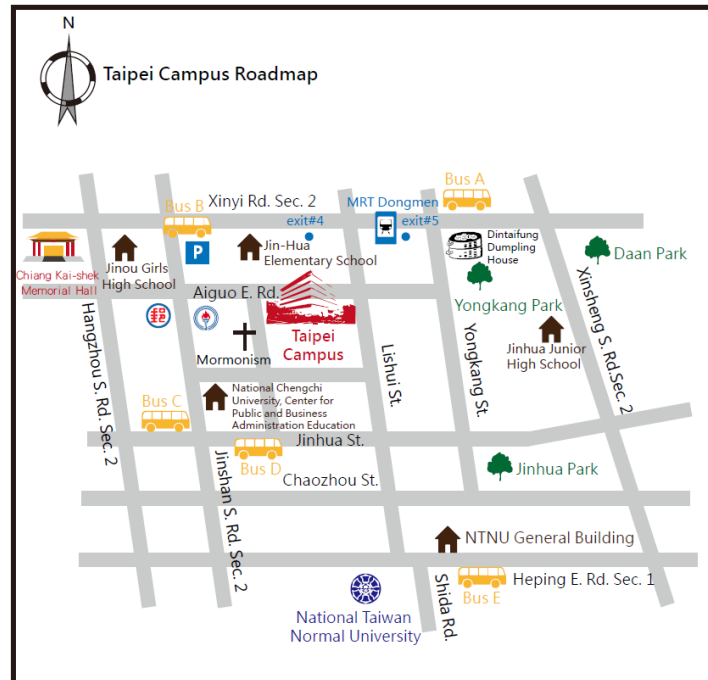 N
Taipei Campus Roadmap
Bus A
Bus B
Xinyi Rd. Sec. 2
MRT Dongmen
exit#4
exit#5
P
Jin-Hua
Elementary School
Dintaifung
Dumpling
House
Daan Park
Chiang Kai-shek
Memorial Hall
Jinou Girls
High School
Aiguo E. Rd.
Yongkang Park
Xinsheng S. Rd.Sec. 2
Hangzhou S. Rd. Sec. 2
Taipei
Campus
Mormonism
Lishui St.
Yongkang St.
Jinhua Junior
High School
National Chengchi
University, Center for
Public and Business
Administration Education
Bus C
Jinhua St.
Bus D
Jinshan S. Rd. Sec. 2
Chaozhou St.
Jinhua Park
NTNU General Building
Heping E. Rd. Sec. 1
Bus E
Shida Rd.
National Taiwan
Normal University